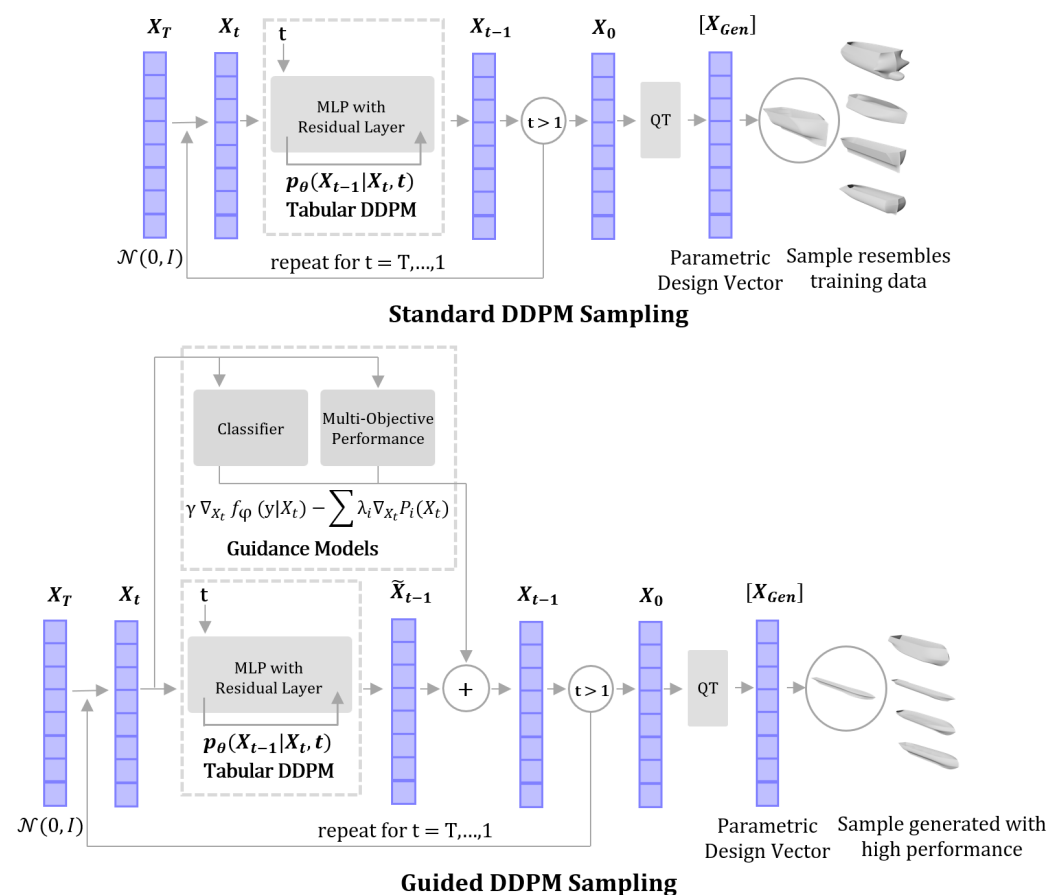 X_T
X_t
t
X_{t−1}
X_0
[X_{Gen}]
MLP with
Residual Layer
t > 1
QT
p_θ(X_{t−1}|X_t, t)
Tabular DDPM
𝒩(0, I)
repeat for t = T,...,1
Parametric
Design Vector
Sample resembles
training data
Standard DDPM Sampling
Classifier
Multi-Objective
Performance
γ ∇_{X_t} f_φ (y|X_t) − ∑ λ_i ∇_{X_t} P_i(X_t)
Guidance Models
X_T
X_t
t
X̃_{t−1}
X_{t−1}
X_0
[X_{Gen}]
MLP with
Residual Layer
+
t > 1
QT
p_θ(X_{t−1}|X_t, t)
Tabular DDPM
𝒩(0, I)
repeat for t = T,...,1
Parametric
Design Vector
Sample generated with
high performance
Guided DDPM Sampling